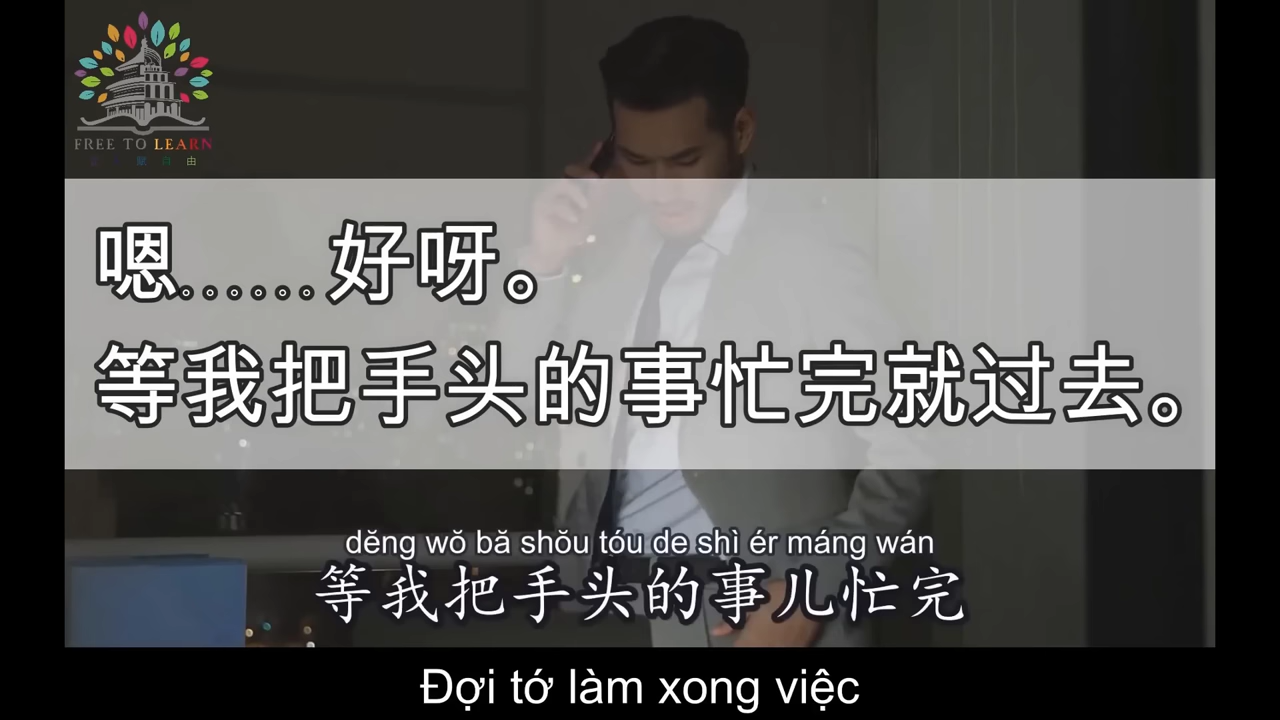 FREE TO LEARN
由
嗯……好呀。
等我把手头的事忙完就过去。
děng wǒ bǎ shǒu tóu de shì ér máng wán
等我把手头的事儿忙完
Đợi tớ làm xong việc